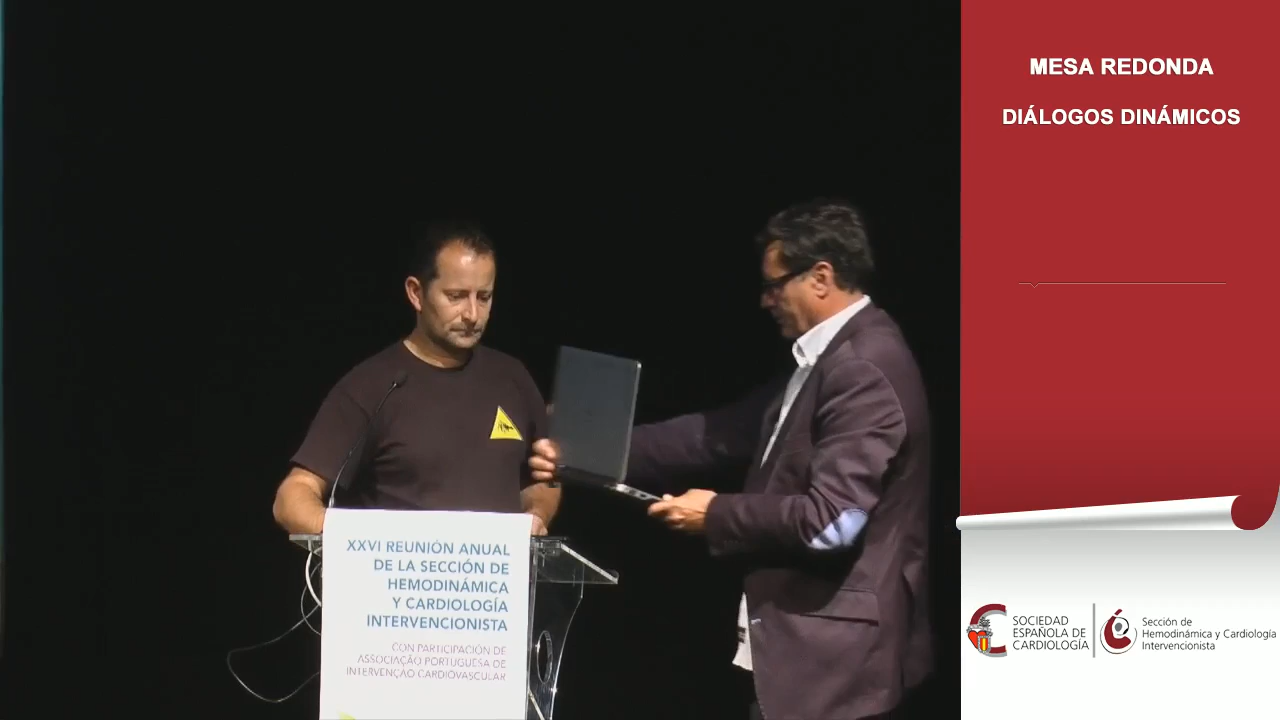 MESA REDONDA
DIÁLOGOS DINÁMICOS
XXVI REUNIÓN ANUAL
DE LA SECCIÓN DE
HEMODINÁMICA
Y CARDIOLOGÍA
INTERVENCIONISTA
CON PARTICIPACIÓN DE
ASSOCIAÇÃO PORTUGUESA DE
INTERVENÇÃO CARDIOVASCULAR
SOCIEDAD
ESPAÑOLA DE
CARDIOLOGÍA
Sección de
Hemodinámica y Cardiología
Intervencionista